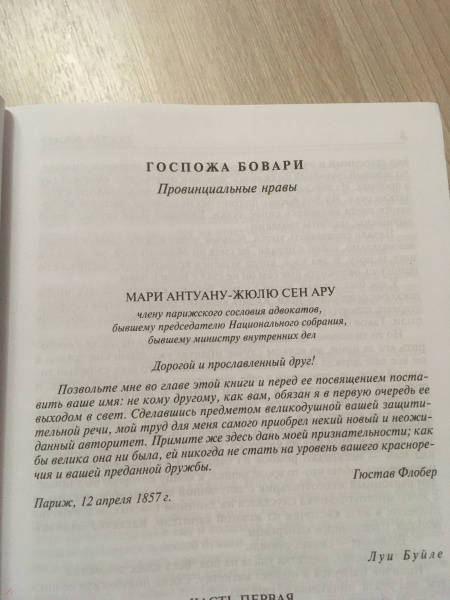 ГОСПОЖА БОВАРИ
Провинциальные нравы
МАРИ АНТУАНУ-ЖЮЛЮ СЕН АРУ
члену парижского сословия адвокатов,
бывшему председателю Национального собрания,
бывшему министру внутренних дел
Дорогой и прославленный друг!
Позвольте мне во главе этой книги и перед ее посвящением поста-
вить ваше имя: не кому другому, как вам, обязан я в первую очередь ее
выходом в свет. Сделавшись предметом великодушной вашей защити-
тельной речи, мой труд для меня самого приобрел некий новый и неожи-
данный авторитет. Примите же здесь дань моей признательности; как
бы велика она ни была, ей никогда не стать на уровень вашего красноре-
чия и вашей преданной дружбы.
Гюстав Флобер
Париж, 12 апреля 1857 г.
Луи Буйле
ЧАСТЬ ПЕРВАЯ